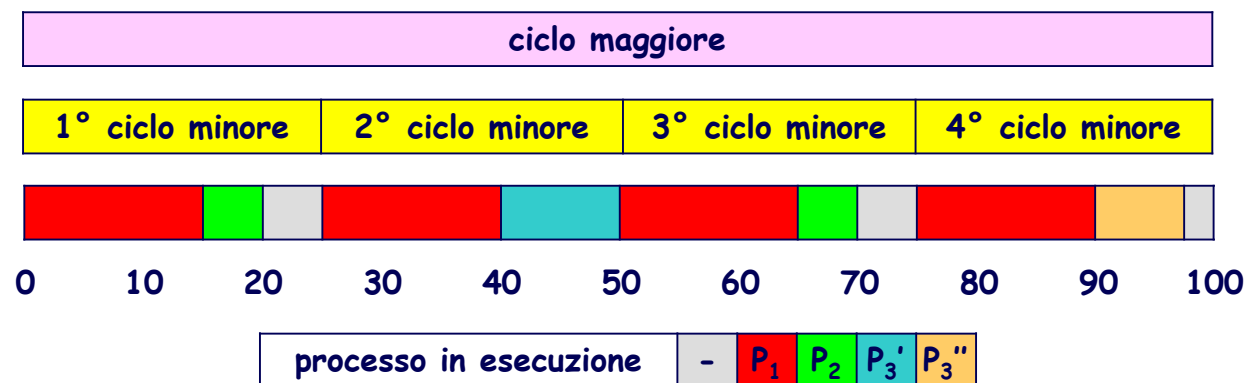 ciclo maggiore
1° ciclo minore 2° ciclo minore 3° ciclo minore 4° ciclo minore
0 10 20 30 40 50 60 70 80 90 100
processo in esecuzione - P₁ P₂ P₃' P₃''